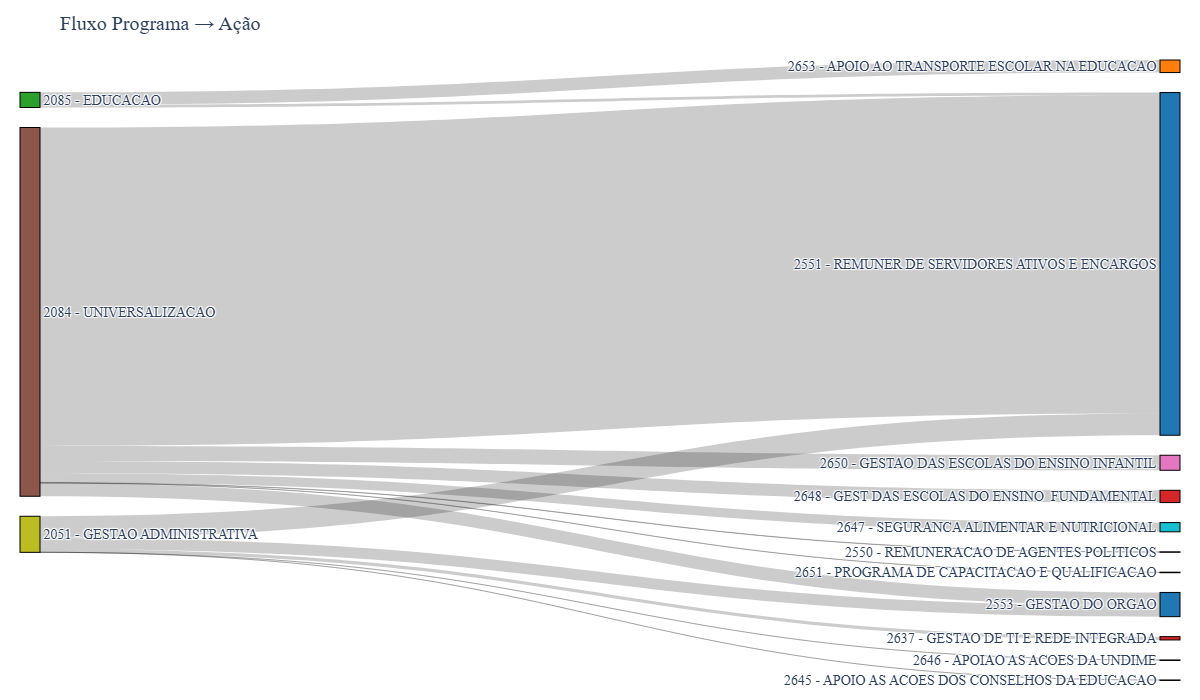 Fluxo Programa → Ação
2653 - APOIO AO TRANSPORTE ESCOLAR NA EDUCACAO
2085 - EDUCACAO
2551 - REMUNER DE SERVIDORES ATIVOS E ENCARGOS
2084 - UNIVERSALIZACAO
2650 - GESTAO DAS ESCOLAS DO ENSINO INFANTIL
2648 - GEST DAS ESCOLAS DO ENSINO  FUNDAMENTAL
2647 - SEGURANCA ALIMENTAR E NUTRICIONAL
2051 - GESTAO ADMINISTRATIVA
2550 - REMUNERACAO DE AGENTES POLITICOS
2651 - PROGRAMA DE CAPACITACAO E QUALIFICACAO
2553 - GESTAO DO ORGAO
2637 - GESTAO DE TI E REDE INTEGRADA
2646 - APOIAO AS ACOES DA UNDIME
2645 - APOIO AS ACOES DOS CONSELHOS DA EDUCACAO